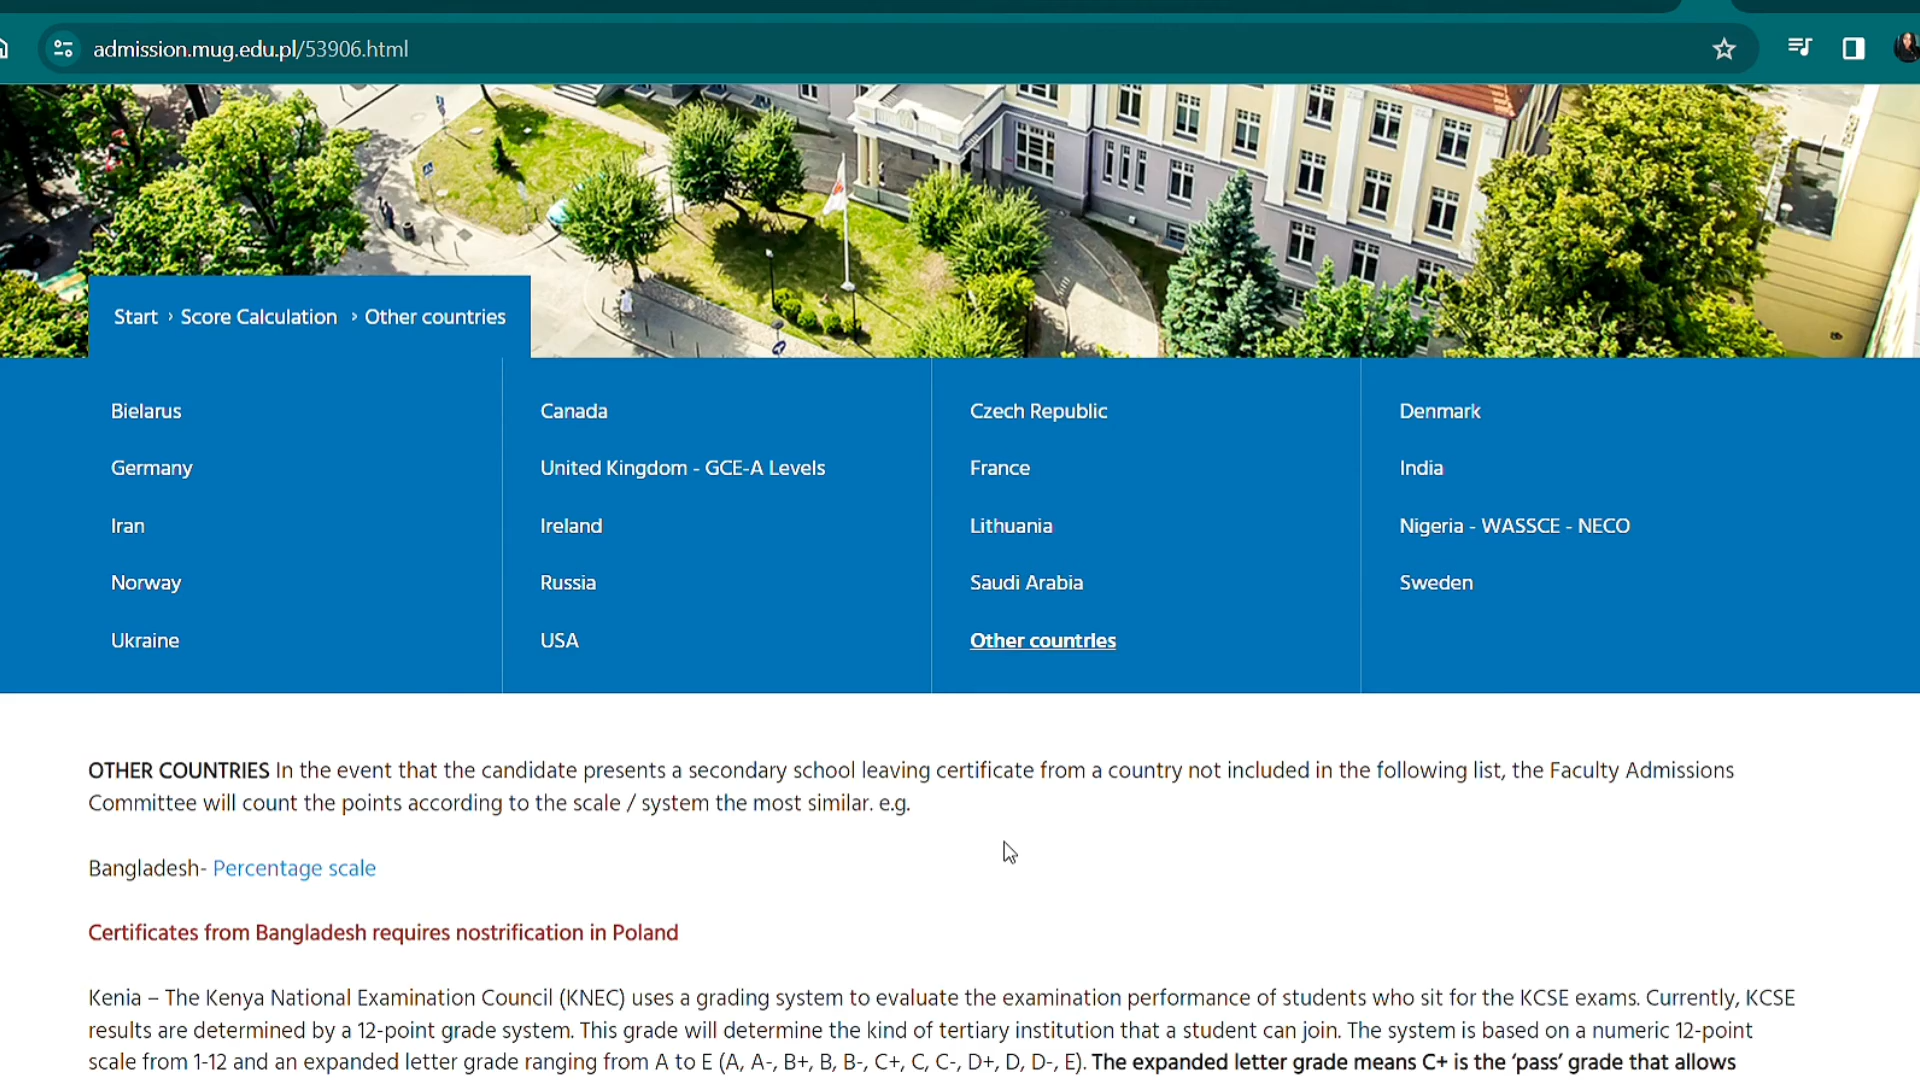 admission.mug.edu.pl/53906.html
Start › Score Calculation › Other countries
Bielarus
Canada
Czech Republic
Denmark
Germany
United Kingdom - GCE-A Levels
France
India
Iran
Ireland
Lithuania
Nigeria - WASSCE - NECO
Norway
Russia
Saudi Arabia
Sweden
Ukraine
USA
Other countries
OTHER COUNTRIES In the event that the candidate presents a secondary school leaving certificate from a country not included in the following list, the Faculty Admissions
Committee will count the points according to the scale / system the most similar. e.g.
Bangladesh- Percentage scale
Certificates from Bangladesh requires nostrification in Poland
Kenia – The Kenya National Examination Council (KNEC) uses a grading system to evaluate the examination performance of students who sit for the KCSE exams. Currently, KCSE
results are determined by a 12-point grade system. This grade will determine the kind of tertiary institution that a student can join. The system is based on a numeric 12-point
scale from 1-12 and an expanded letter grade ranging from A to E (A, A-, B+, B, B-, C+, C, C-, D+, D, D-, E). The expanded letter grade means C+ is the ‘pass’ grade that allows